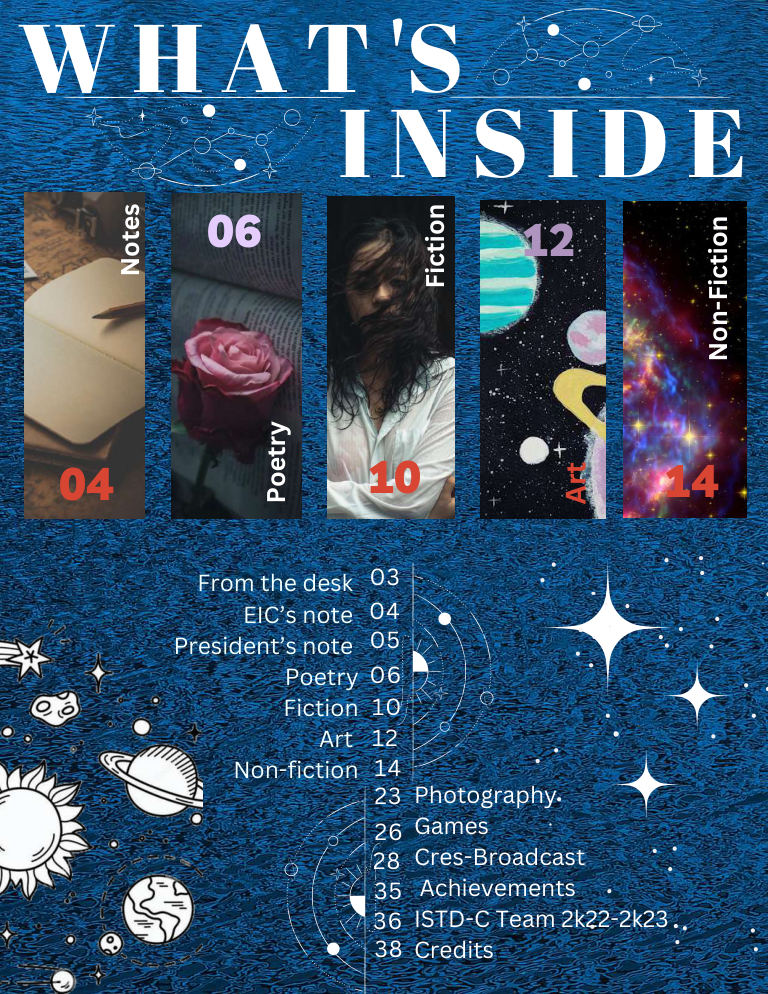 WHAT'S
INSIDE
Notes
04
06
Poetry
Fiction
10
12
Art
Non-Fiction
14
From the desk 03
EIC’s note 04
President’s note 05
Poetry 06
Fiction 10
Art 12
Non-fiction 14
23 Photography
26 Games
28 Cres-Broadcast
35 Achievements
36 ISTD-C Team 2k22-2k23
38 Credits